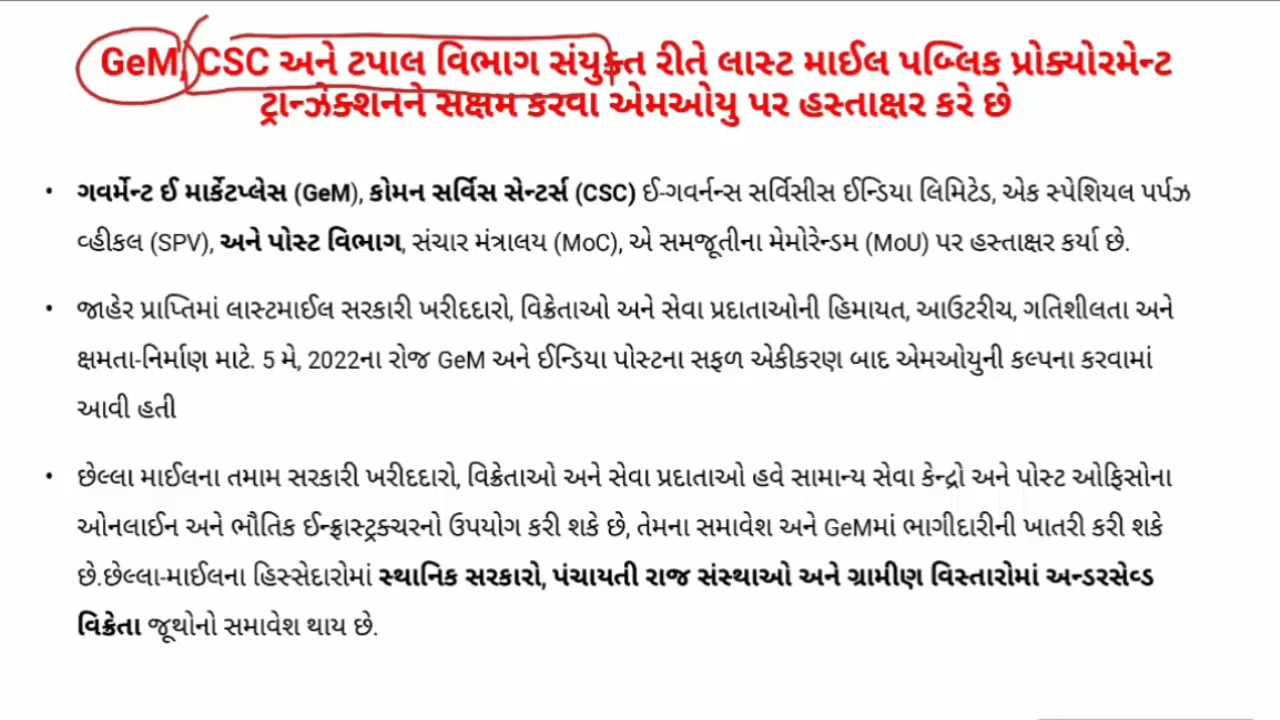 GeM, CSC અને ટપાલ વિભાગ સંયુક્ત રીતે લાસ્ટ માઈલ પબ્લિક પ્રોક્યોરમેન્ટ
ટ્રાન્ઝેક્શનને સક્ષમ કરવા એમઓયુ પર હસ્તાક્ષર કરે છે
• ગવર્મેન્ટ ઈ માર્કેટપ્લેસ (GeM), કોમન સર્વિસ સેન્ટર્સ (CSC) ઈ-ગવર્નન્સ સર્વિસીસ ઈન્ડિયા લિમિટેડ, એક સ્પેશિયલ પર્પઝ
વ્હીકલ (SPV), અને પોસ્ટ વિભાગ, સંચાર મંત્રાલય (MoC), એ સમજૂતીના મેમોરેન્ડમ (MoU) પર હસ્તાક્ષર કર્યા છે.
• જાહેર પ્રાપ્તિમાં લાસ્ટમાઈલ સરકારી ખરીદદારો, વિક્રેતાઓ અને સેવા પ્રદાતાઓની હિમાયત, આઉટરીચ, ગતિશીલતા અને
ક્ષમતા-નિર્માણ માટે. 5 મે, 2022ના રોજ GeM અને ઈન્ડિયા પોસ્ટના સફળ એકીકરણ બાદ એમઓયુની કલ્પના કરવામાં
આવી હતી
• છેલ્લા માઈલના તમામ સરકારી ખરીદદારો, વિક્રેતાઓ અને સેવા પ્રદાતાઓ હવે સામાન્ય સેવા કેન્દ્રો અને પોસ્ટ ઓફિસોના
ઓનલાઈન અને ભૌતિક ઈન્ફ્રાસ્ટ્રક્ચરનો ઉપયોગ કરી શકે છે, તેમના સમાવેશ અને GeMમાં ભાગીદારીની ખાતરી કરી શકે
છે.છેલ્લા-માઈલના હિસ્સેદારોમાં સ્થાનિક સરકારો, પંચાયતી રાજ સંસ્થાઓ અને ગ્રામીણ વિસ્તારોમાં અન્ડરસેવ્ડ
વિક્રેતા જૂથોનો સમાવેશ થાય છે.